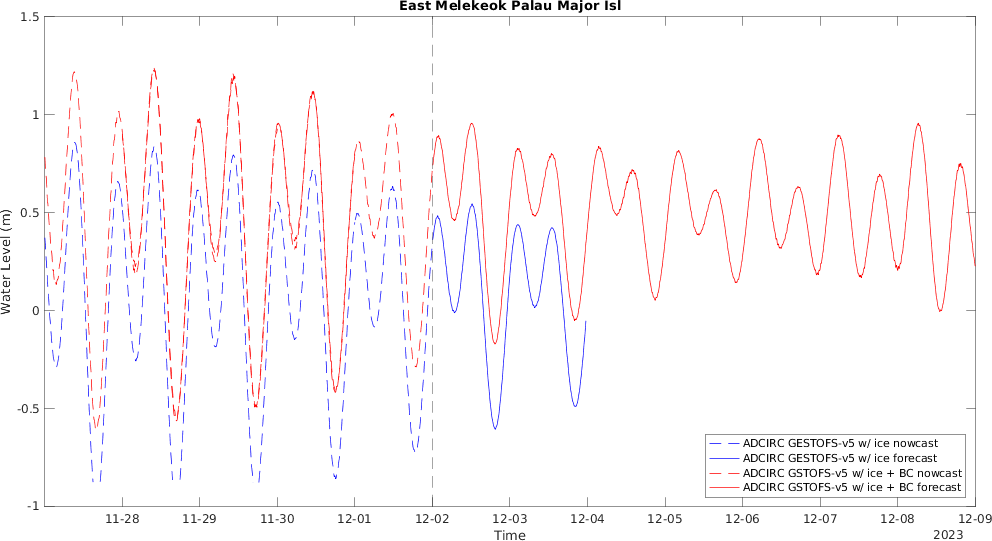 East Melekeok Palau Major Isl
1.5
1
0.5
0
-0.5
-1
Water Level (m)
11-28
11-29
11-30
12-01
12-02
12-03
12-04
12-05
12-06
12-07
12-08
12-09
Time
2023
ADCIRC GESTOFS-v5 w/ ice nowcast
ADCIRC GESTOFS-v5 w/ ice forecast
ADCIRC GSTOFS-v5 w/ ice + BC nowcast
ADCIRC GSTOFS-v5 w/ ice + BC forecast